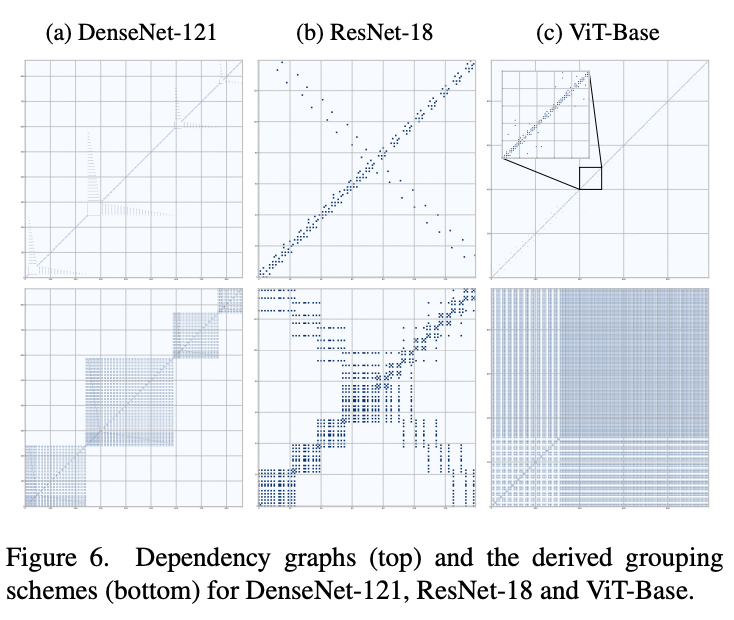 (a) DenseNet-121
(b) ResNet-18
(c) ViT-Base
Figure 6. Dependency graphs (top) and the derived grouping
schemes (bottom) for DenseNet-121, ResNet-18 and ViT-Base.